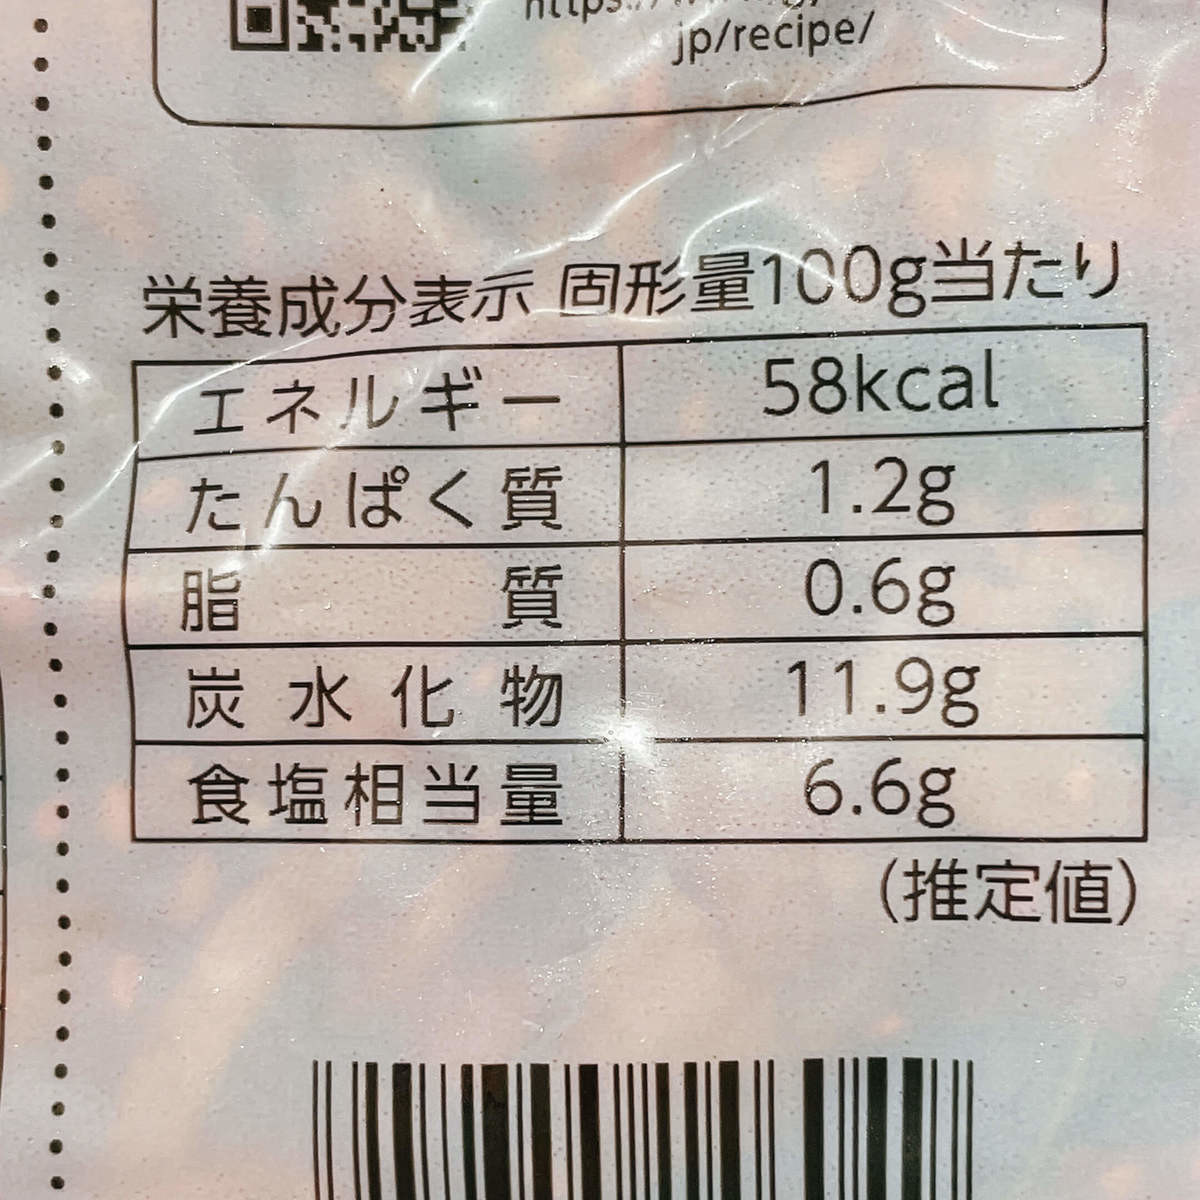 jp/recipe/
栄養成分表示 固形量100g当たり
エネルギー 58kcal
たんぱく質 1.2g
脂質 0.6g
炭水化物 11.9g
食塩相当量 6.6g
(推定値)